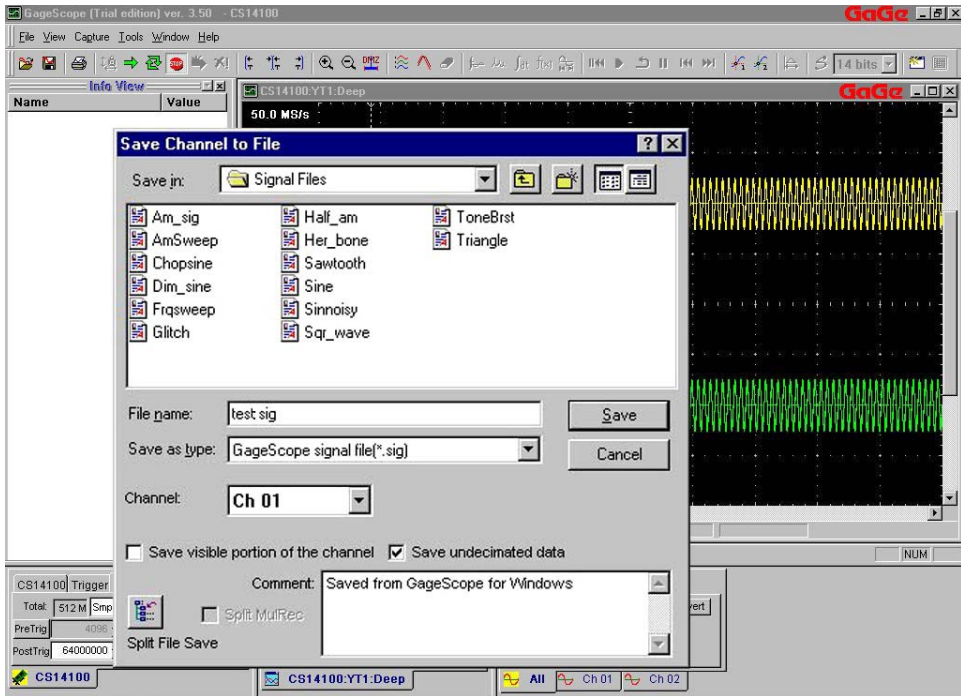 GageScope (Trial edition) ver. 3.50 - CS14100
GaGe
File View Capture Tools Window Help
14 bits
Info View
Name Value
CS14100:YT1:Deep
GaGe
50.0 MS/s
Save Channel to File
Save in: Signal Files
Am_sig Half_am ToneBrst
AmSweep Her_bone Triangle
Chopsine Sawtooth
Dim_sine Sine
Frqsweep Sinnoisy
Glitch Sqr_wave
File name: test sig Save
Save as type: GageScope signal file(*.sig) Cancel
Channel: Ch 01
Save visible portion of the channel Save undecimated data
NUM
Comment: Saved from GageScope for Windows
Split MulRec
Split File Save
CS14100 Trigger
Total: 512 M Smp
PreTrig 4096
PostTrig 64000000
vert
CS14100 CS14100:YT1:Deep All Ch 01 Ch 02